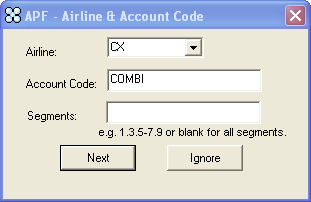 APF - Airline & Account Code
Airline: CX
Account Code: COMBI
Segments:
e.g. 1.3.5-7.9 or blank for all segments.
Next Ignore